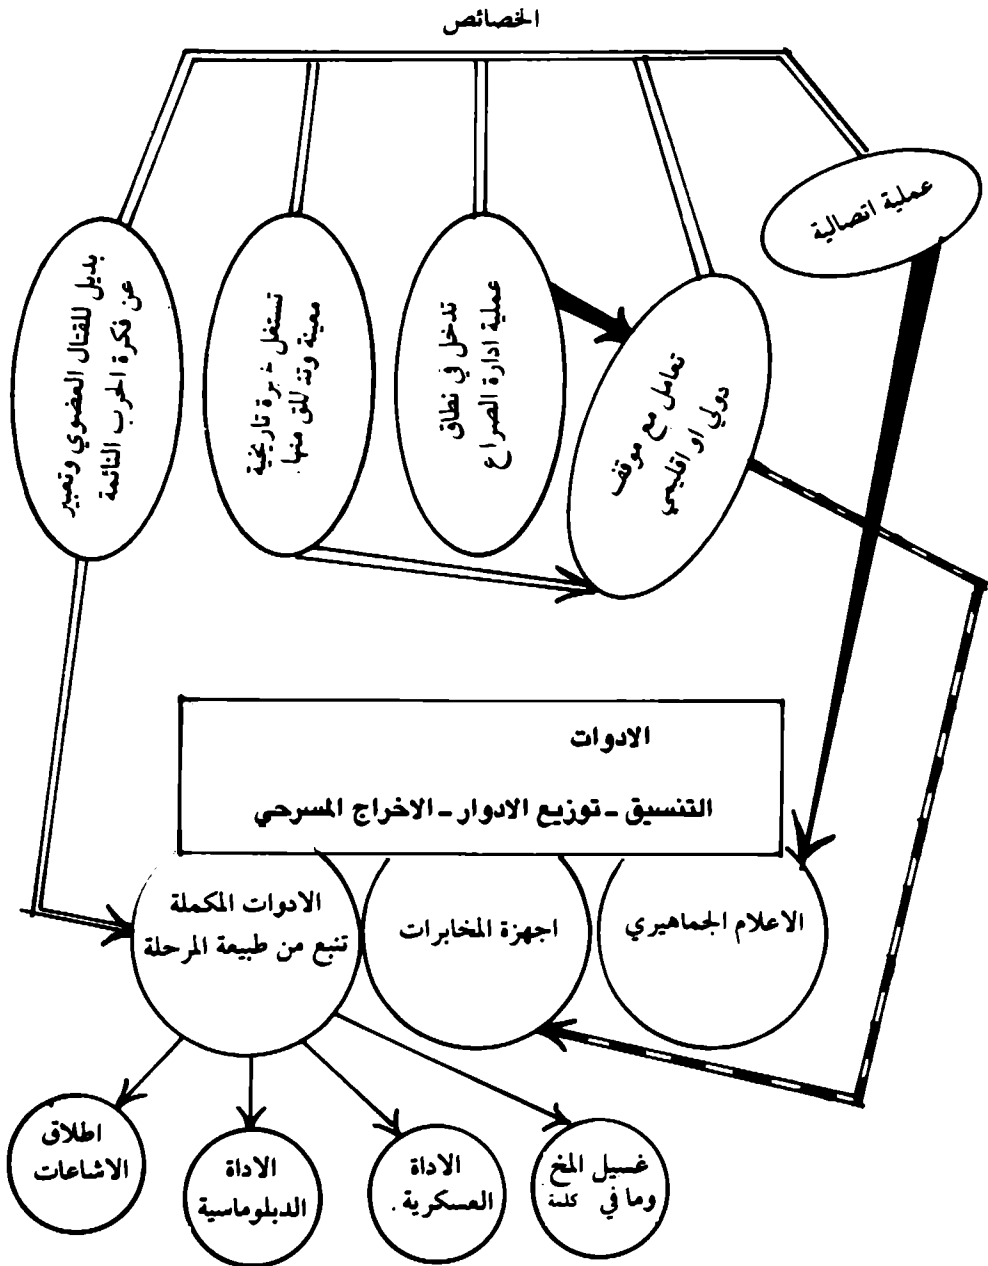 الخصائص
عملية اتصالية
تعامل مع موقف
دولي او اقليمي
تدخل في نطاق
عملية ادارة الصراع
تستغل خبرة تاريخية
معينة وتنطلق منها.
بديل للقتال العضوي وتعبير
عن فكرة الحرب النائمة
الادوات
التنسيق - توزيع الادوار - الاخراج المسرحي
الاعلام الجماهيري
اجهزة المخابرات
الادوات المكملة
تنبع من طبيعة المرحلة
غسيل المخ
وما في كلمة
الاداة
العسكرية .
الاداة
الدبلوماسية
اطلاق
الاشاعات